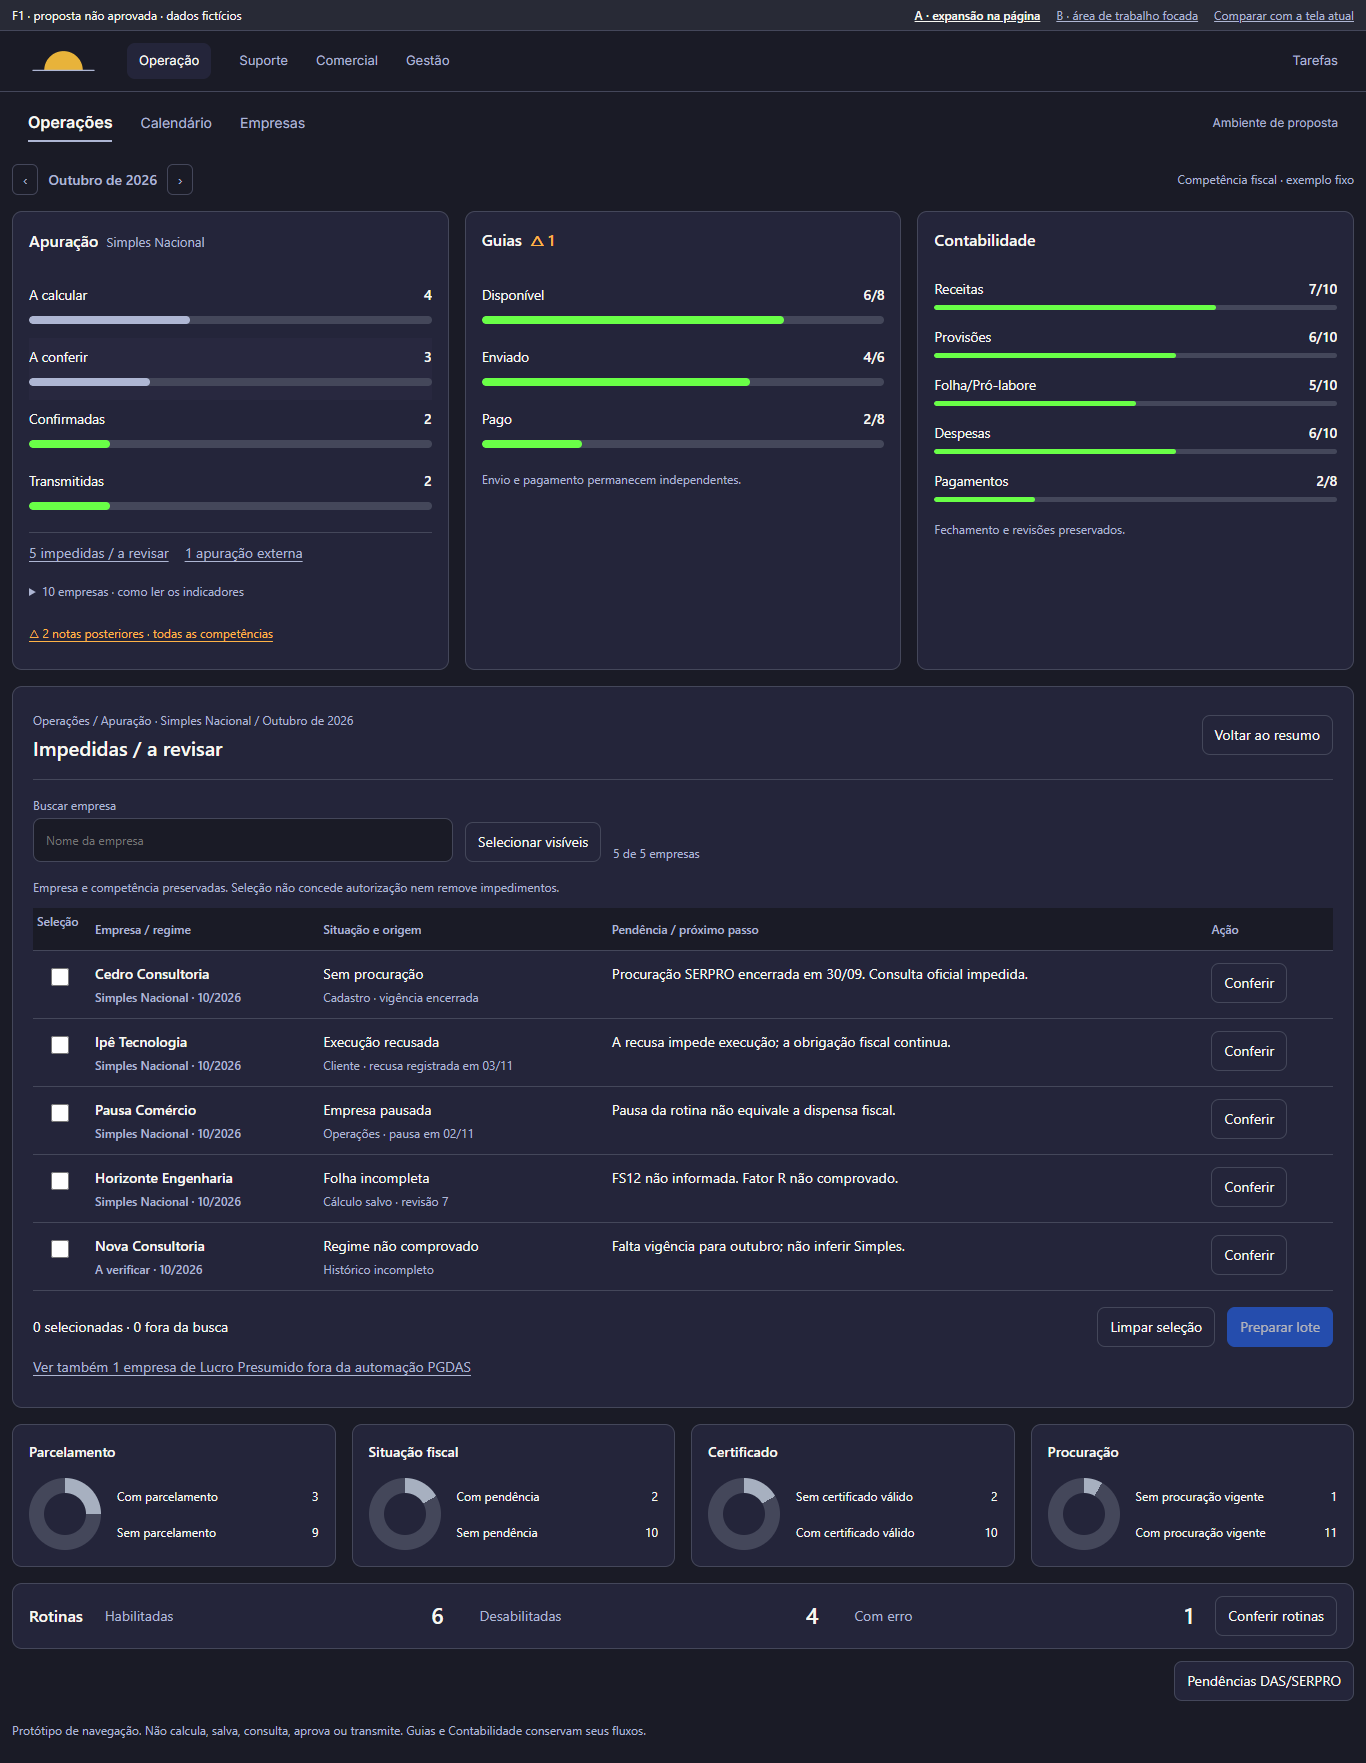 F1 · proposta não aprovada · dados fictícios
A · expansão na página
B · área de trabalho focada
Comparar com a tela atual
Operação
Suporte
Comercial
Gestão
Tarefas
Operações
Calendário
Empresas
Ambiente de proposta
‹
Outubro de 2026
›
Competência fiscal · exemplo fixo
Apuração Simples Nacional
A calcular 4
A conferir 3
Confirmadas 2
Transmitidas 2
5 impedidas / a revisar
1 apuração externa
▶ 10 empresas · como ler os indicadores
△ 2 notas posteriores · todas as competências
Guias △ 1
Disponível 6/8
Enviado 4/6
Pago 2/8
Envio e pagamento permanecem independentes.
Contabilidade
Receitas 7/10
Provisões 6/10
Folha/Pró-labore 5/10
Despesas 6/10
Pagamentos 2/8
Fechamento e revisões preservados.
Operações / Apuração · Simples Nacional / Outubro de 2026
Impedidas / a revisar
Voltar ao resumo
Buscar empresa
Nome da empresa
Selecionar visíveis
5 de 5 empresas
Empresa e competência preservadas. Seleção não concede autorização nem remove impedimentos.
Seleção Empresa / regime Situação e origem Pendência / próximo passo Ação
Cedro Consultoria Sem procuração Procuração SERPRO encerrada em 30/09. Consulta oficial impedida. Conferir
Simples Nacional · 10/2026 Cadastro · vigência encerrada
Ipê Tecnologia Execução recusada A recusa impede execução; a obrigação fiscal continua. Conferir
Simples Nacional · 10/2026 Cliente · recusa registrada em 03/11
Pausa Comércio Empresa pausada Pausa da rotina não equivale a dispensa fiscal. Conferir
Simples Nacional · 10/2026 Operações · pausa em 02/11
Horizonte Engenharia Folha incompleta FS12 não informada. Fator R não comprovado. Conferir
Simples Nacional · 10/2026 Cálculo salvo · revisão 7
Nova Consultoria Regime não comprovado Falta vigência para outubro; não inferir Simples. Conferir
A verificar · 10/2026 Histórico incompleto
0 selecionadas · 0 fora da busca
Limpar seleção
Preparar lote
Ver também 1 empresa de Lucro Presumido fora da automação PGDAS
Parcelamento
Com parcelamento 3
Sem parcelamento 9
Situação fiscal
Com pendência 2
Sem pendência 10
Certificado
Sem certificado válido 2
Com certificado válido 10
Procuração
Sem procuração vigente 1
Com procuração vigente 11
Rotinas Habilitadas 6 Desabilitadas 4 Com erro 1 Conferir rotinas
Pendências DAS/SERPRO
Protótipo de navegação. Não calcula, salva, consulta, aprova ou transmite. Guias e Contabilidade conservam seus fluxos.